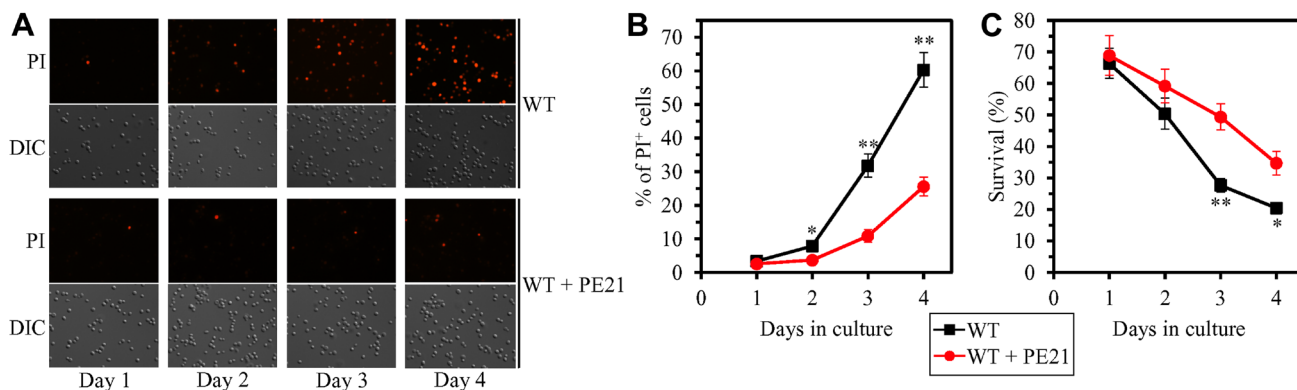 A
PI
DIC
WT
PI
DIC
WT + PE21
Day 1 Day 2 Day 3 Day 4
B
% of PI⁺ cells
70
60
50
40
30
20
10
0
0 1 2 3 4
Days in culture
*
**
**
C
Survival (%)
80
70
60
50
40
30
20
10
0
0 1 2 3 4
Days in culture
**
*
WT
WT + PE21